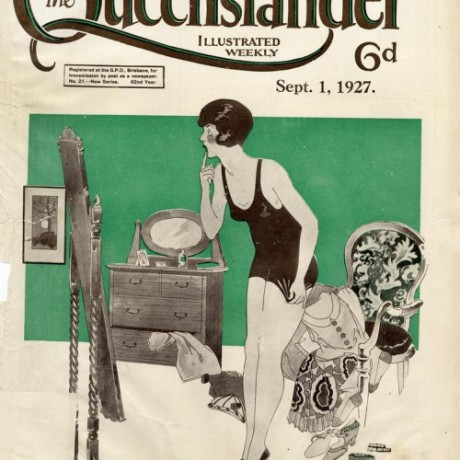 the
Queenslander
ILLUSTRATED
WEEKLY
6d
Registered at the G.P.O., Brisbane, for
transmission by post as a newspaper.
No. 21.—New Series. 62nd Year.
Sept. 1, 1927.